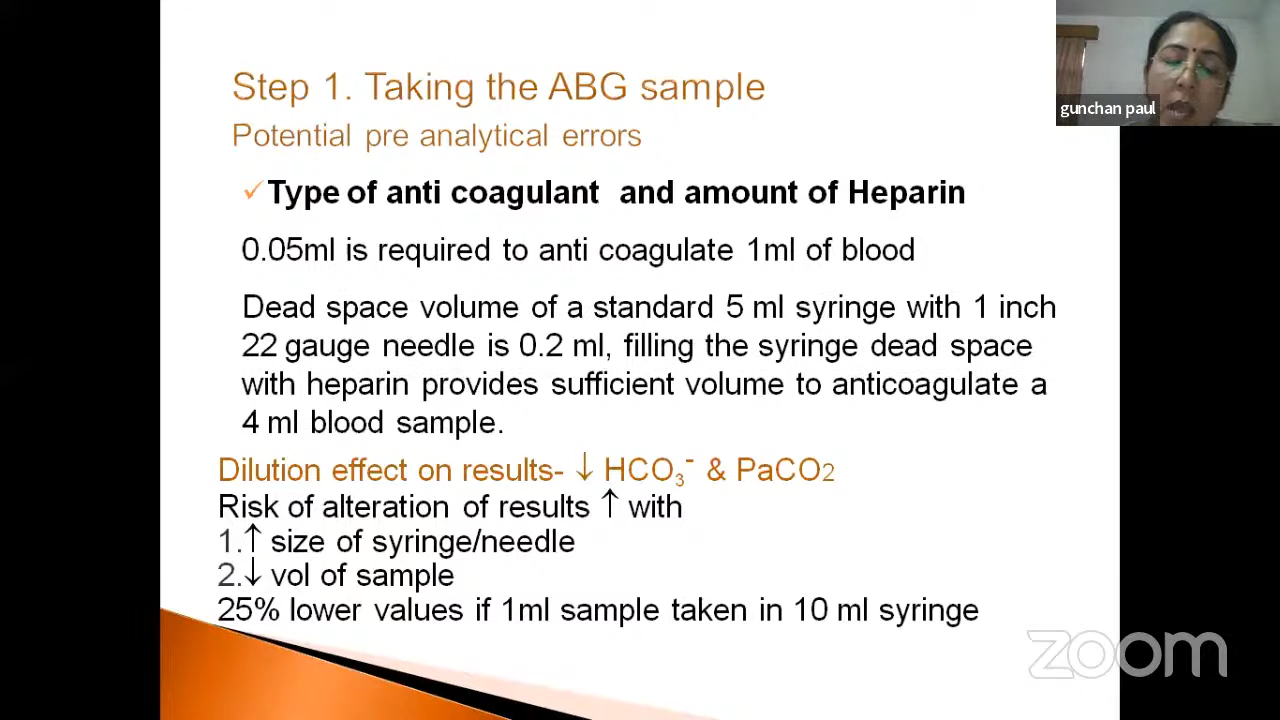 Step 1. Taking the ABG sample
gunchan paul
Potential pre analytical errors
✓Type of anti coagulant and amount of Heparin
0.05ml is required to anti coagulate 1ml of blood
Dead space volume of a standard 5 ml syringe with 1 inch
22 gauge needle is 0.2 ml, filling the syringe dead space
with heparin provides sufficient volume to anticoagulate a
4 ml blood sample.
Dilution effect on results- ↓ HCO₃⁻ & PaCO2
Risk of alteration of results ↑ with
1.↑ size of syringe/needle
2.↓ vol of sample
25% lower values if 1ml sample taken in 10 ml syringe
zoom